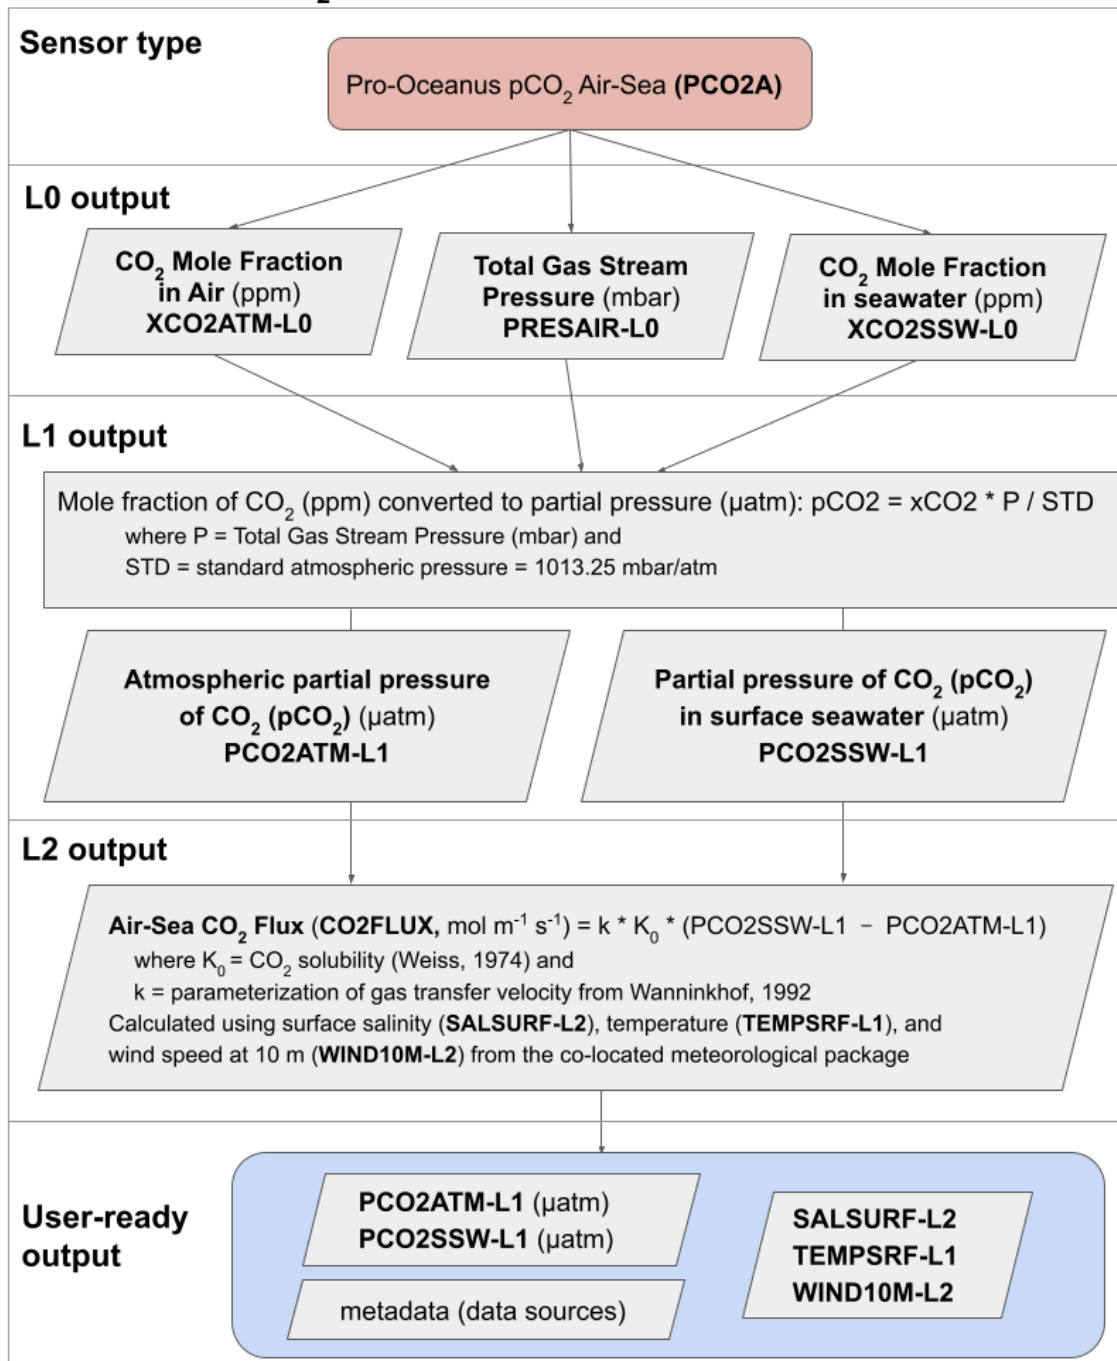 2
Sensor type
Pro-Oceanus pCO2 Air-Sea (PCO2A)
L0 output
CO2 Mole Fraction
in Air (ppm)
XCO2ATM-L0
Total Gas Stream
Pressure (mbar)
PRESAIR-L0
CO2 Mole Fraction
in seawater (ppm)
XCO2SSW-L0
L1 output
Mole fraction of CO2 (ppm) converted to partial pressure (µatm): pCO2 = xCO2 * P / STD
where P = Total Gas Stream Pressure (mbar) and
STD = standard atmospheric pressure = 1013.25 mbar/atm
Atmospheric partial pressure
of CO2 (pCO2) (µatm)
PCO2ATM-L1
Partial pressure of CO2 (pCO2)
in surface seawater (µatm)
PCO2SSW-L1
L2 output
Air-Sea CO2 Flux (CO2FLUX, mol m-1 s-1) = k * K0 * (PCO2SSW-L1 − PCO2ATM-L1)
where K0 = CO2 solubility (Weiss, 1974) and
k = parameterization of gas transfer velocity from Wanninkhof, 1992
Calculated using surface salinity (SALSURF-L2), temperature (TEMPSRF-L1), and
wind speed at 10 m (WIND10M-L2) from the co-located meteorological package
User-ready
output
PCO2ATM-L1 (µatm)
PCO2SSW-L1 (µatm)
metadata (data sources)
SALSURF-L2
TEMPSRF-L1
WIND10M-L2